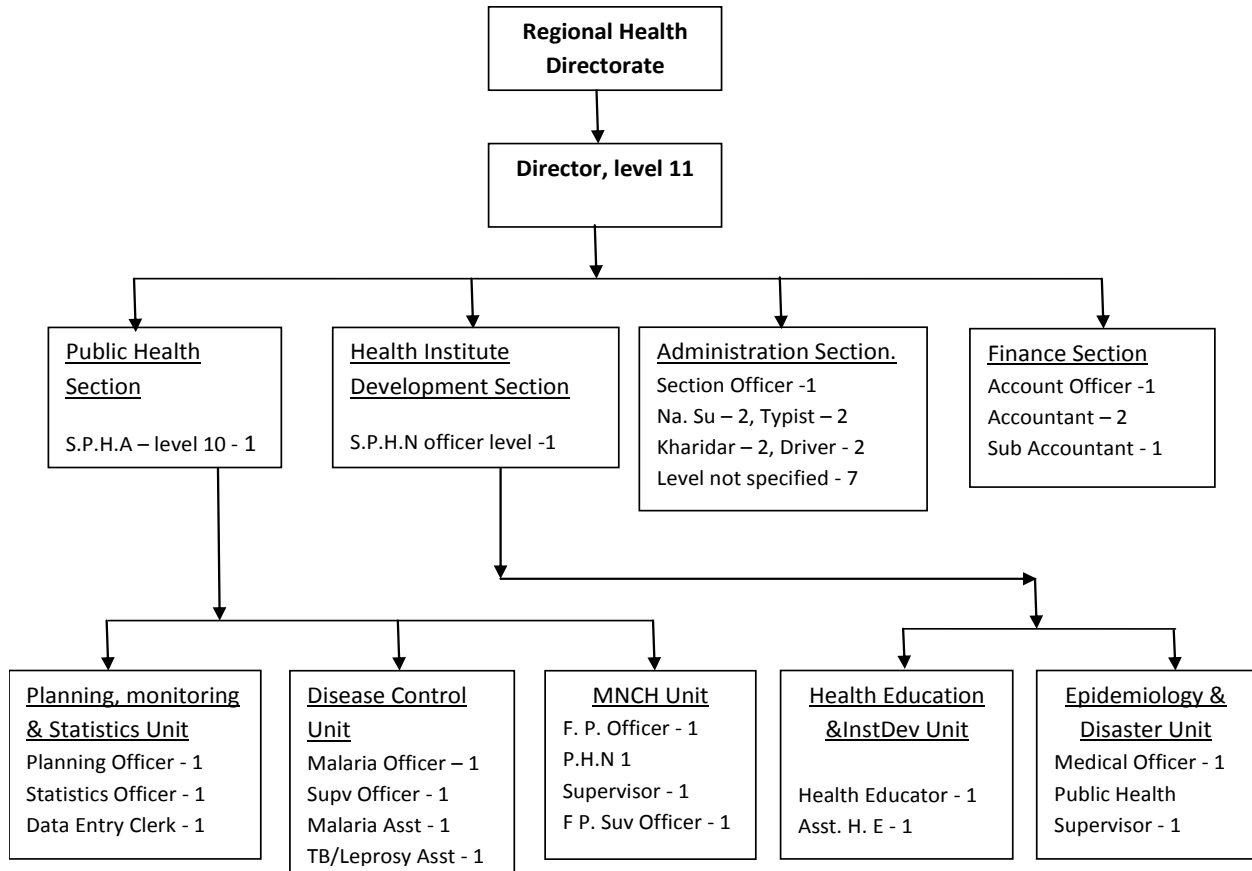 Regional Health
Directorate
Director, level 11
Public Health
Section
S.P.H.A – level 10 - 1
Health Institute
Development Section
S.P.H.N officer level -1
Administration Section.
Section Officer -1
Na. Su – 2, Typist – 2
Kharidar – 2, Driver - 2
Level not specified - 7
Finance Section
Account Officer -1
Accountant – 2
Sub Accountant - 1
Planning, monitoring
& Statistics Unit
Planning Officer - 1
Statistics Officer - 1
Data Entry Clerk - 1
Disease Control
Unit
Malaria Officer – 1
Supv Officer - 1
Malaria Asst - 1
TB/Leprosy Asst - 1
MNCH Unit
F. P. Officer - 1
P.H.N 1
Supervisor - 1
F P. Suv Officer - 1
Health Education
&InstDev Unit
Health Educator - 1
Asst. H. E - 1
Epidemiology &
Disaster Unit
Medical Officer - 1
Public Health
Supervisor - 1